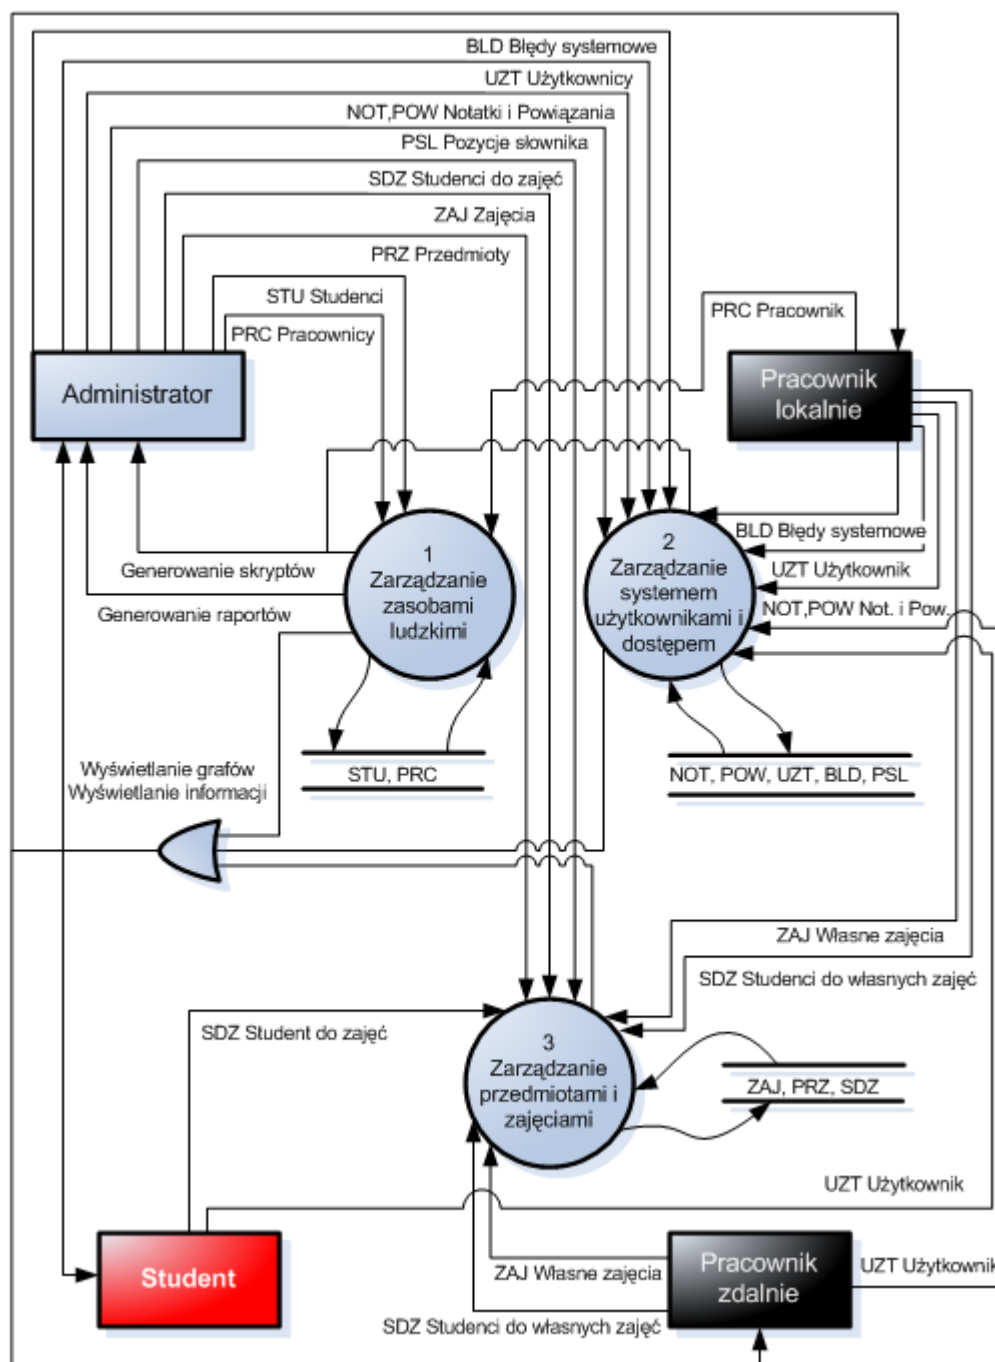 BLD Błędy systemowe
UZT Użytkownicy
NOT,POW Notatki i Powiązania
PSL Pozycje słownika
SDZ Studenci do zajęć
ZAJ Zajęcia
PRZ Przedmioty
STU Studenci
PRC Pracownicy
PRC Pracownik
Administrator
Pracownik
lokalnie
1
Zarządzanie
zasobami
ludzkimi
2
Zarządzanie
systemem
użytkownikami i
dostępem
BLD Błędy systemowe
UZT Użytkownik
NOT,POW Not. i Pow.
Generowanie skryptów
Generowanie raportów
STU, PRC
NOT, POW, UZT, BLD, PSL
Wyświetlanie grafów
Wyświetlanie informacji
ZAJ Własne zajęcia
SDZ Studenci do własnych zajęć
SDZ Student do zajęć
3
Zarządzanie
przedmiotami i
zajęciami
ZAJ, PRZ, SDZ
UZT Użytkownik
Student
ZAJ Własne zajęcia
SDZ Studenci do własnych zajęć
Pracownik
zdalnie
UZT Użytkownik